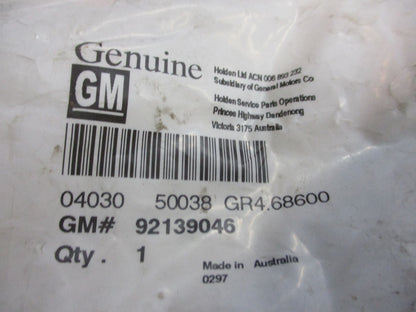 Genuine
GM
Holden Ltd ACN 006 893 232
Subsidiary of General Motors Co
Holden Service Parts Operations
Princes Highway Dandenong
Victoria 3175 Australia
04030 50038 GR4.68600
GM# 92139046
Qty . 1
Made in Australia
0297